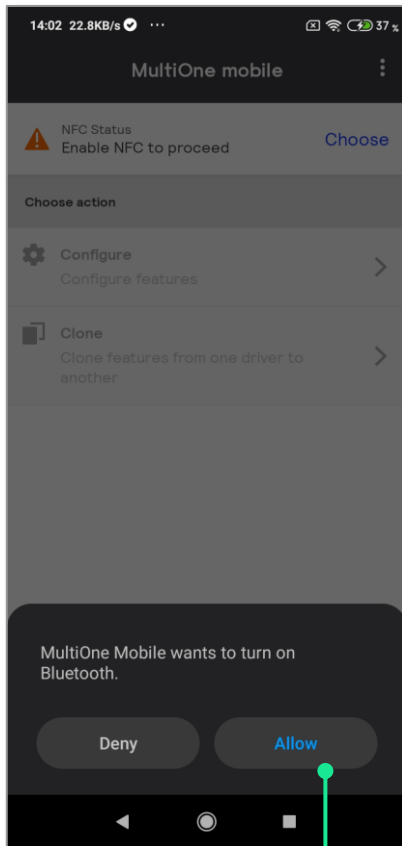 14:02 22.8KB/s ... 37 %
MultiOne mobile
NFC Status
Enable NFC to proceed
Choose
Choose action
Configure
Configure features
Clone
Clone features from one driver to
another
MultiOne Mobile wants to turn on
Bluetooth.
Deny
Allow